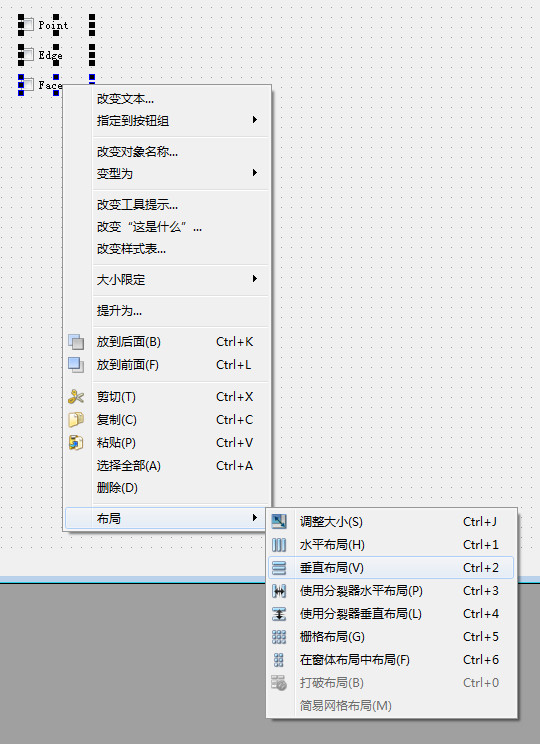 Point
Edge
Face
改变文本...
指定到按钮组
改变对象名称...
变型为
改变工具提示...
改变“这是什么”...
改变样式表...
大小限定
提升为...
放到后面(B) Ctrl+K
放到前面(F) Ctrl+L
剪切(T) Ctrl+X
复制(C) Ctrl+C
粘贴(P) Ctrl+V
选择全部(A) Ctrl+A
删除(D)
布局
调整大小(S) Ctrl+J
水平布局(H) Ctrl+1
垂直布局(V) Ctrl+2
使用分裂器水平布局(P) Ctrl+3
使用分裂器垂直布局(L) Ctrl+4
栅格布局(G) Ctrl+5
在窗体布局中布局(F) Ctrl+6
打破布局(B) Ctrl+0
简易网格布局(M)